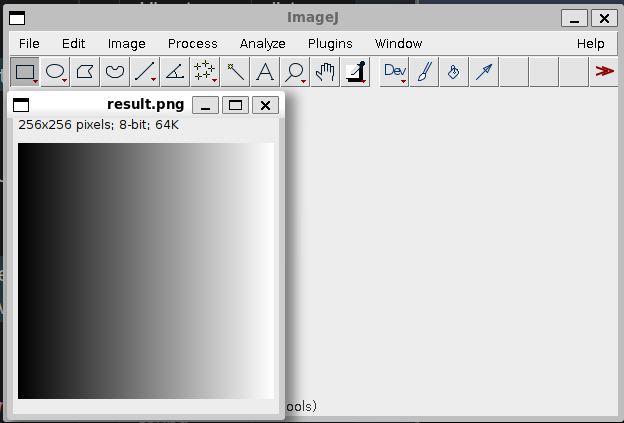 ImageJ
File Edit Image Process Analyze Plugins Window Help
A Dev
result.png
256x256 pixels; 8-bit; 64K
ools)